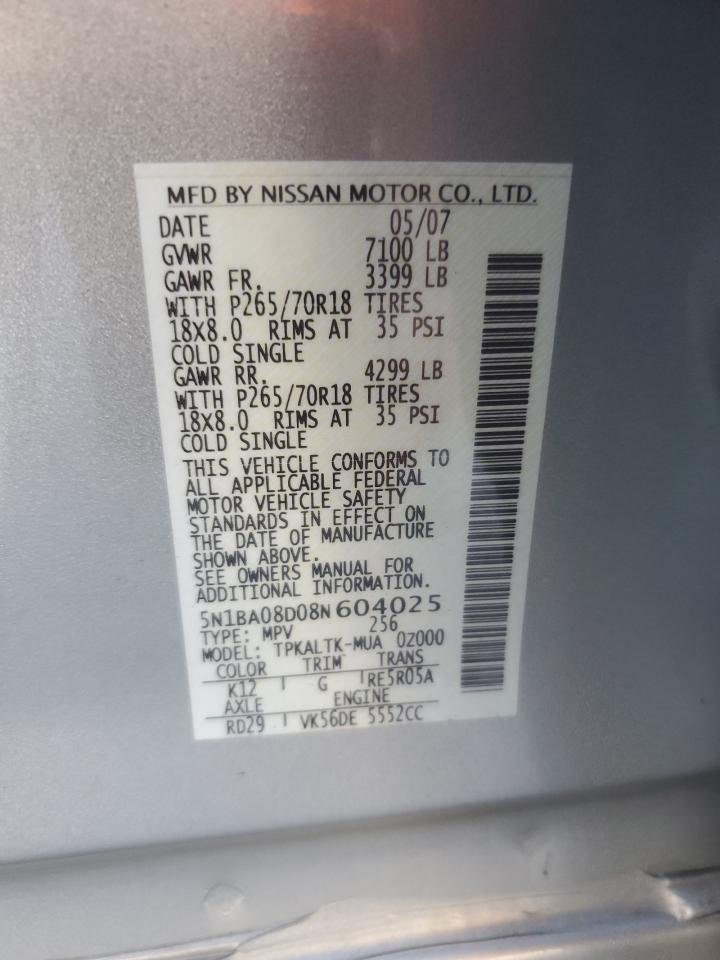 MFD BY NISSAN MOTOR CO., LTD.
DATE 05/07
GVWR 7100 LB
GAWR FR. 3399 LB
WITH P265/70R18 TIRES
18X8.0 RIMS AT 35 PSI
COLD SINGLE
GAWR RR. 4299 LB
WITH P265/70R18 TIRES
18X8.0 RIMS AT 35 PSI
COLD SINGLE
THIS VEHICLE CONFORMS TO
ALL APPLICABLE FEDERAL
MOTOR VEHICLE SAFETY
STANDARDS IN EFFECT ON
THE DATE OF MANUFACTURE
SHOWN ABOVE.
SEE OWNERS MANUAL FOR
ADDITIONAL INFORMATION.
5N1BA08D08N604025
TYPE: MPV 256
MODEL: TPKALTK-MUA 0Z000
COLOR TRIM TRANS
K12 G RE5R05A
AXLE ENGINE
RD29 VK56DE 5552CC